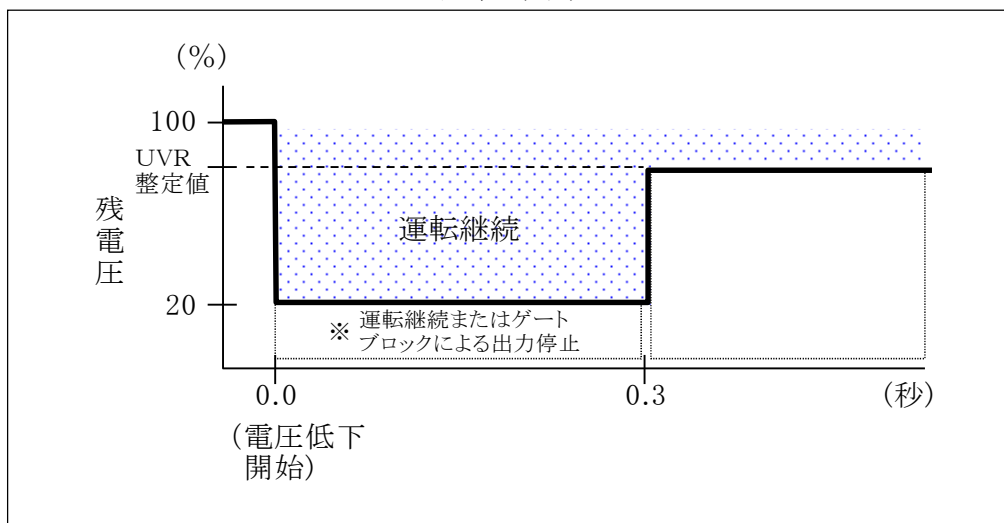 (%)
100
UVR
整定値
残電圧
運転継続
20
※ 運転継続またはゲート
ブロックによる出力停止
0.0
0.3
(秒)
(電圧低下
開始)